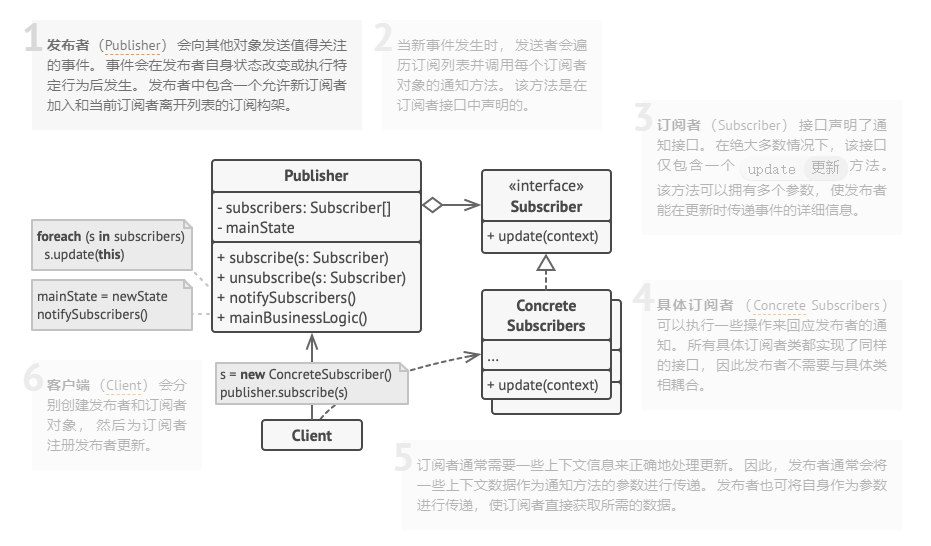 1
发布者 （Publisher） 会向其他对象发送值得关注
的事件。 事件会在发布者自身状态改变或执行特
定行为后发生。 发布者中包含一个允许新订阅者
加入和当前订阅者离开列表的订阅构架。
2
当新事件发生时， 发送者会遍
历订阅列表并调用每个订阅者
对象的通知方法。 该方法是在
订阅者接口中声明的。
3
订阅者 （Subscriber） 接口声明了通
知接口。 在绝大多数情况下， 该接口
仅包含一个 update 更新 方法。
该方法可以拥有多个参数， 使发布者
能在更新时传递事件的详细信息。
Publisher
- subscribers: Subscriber[]
- mainState
+ subscribe(s: Subscriber)
+ unsubscribe(s: Subscriber)
+ notifySubscribers()
+ mainBusinessLogic()
«interface»
Subscriber
+ update(context)
foreach (s in subscribers)
s.update(this)
mainState = newState
notifySubscribers()
Concrete
Subscribers
...
+ update(context)
4
具体订阅者 （Concrete Subscribers）
可以执行一些操作来回应发布者的通
知。 所有具体订阅者类都实现了同样
的接口， 因此发布者不需要与具体类
相耦合。
s = new ConcreteSubscriber()
publisher.subscribe(s)
Client
6
客户端 （Client） 会分
别创建发布者和订阅者
对象， 然后为订阅者
注册发布者更新。
5
订阅者通常需要一些上下文信息来正确地处理更新。 因此， 发布者通常会将
一些上下文数据作为通知方法的参数进行传递。 发布者也可将自身作为参数
进行传递， 使订阅者直接获取所需的数据。